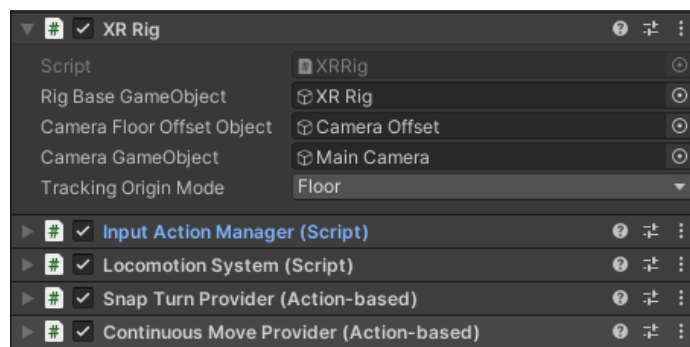 XR Rig
Script XRRig
Rig Base GameObject XR Rig
Camera Floor Offset Object Camera Offset
Camera GameObject Main Camera
Tracking Origin Mode Floor
Input Action Manager (Script)
Locomotion System (Script)
Snap Turn Provider (Action-based)
Continuous Move Provider (Action-based)